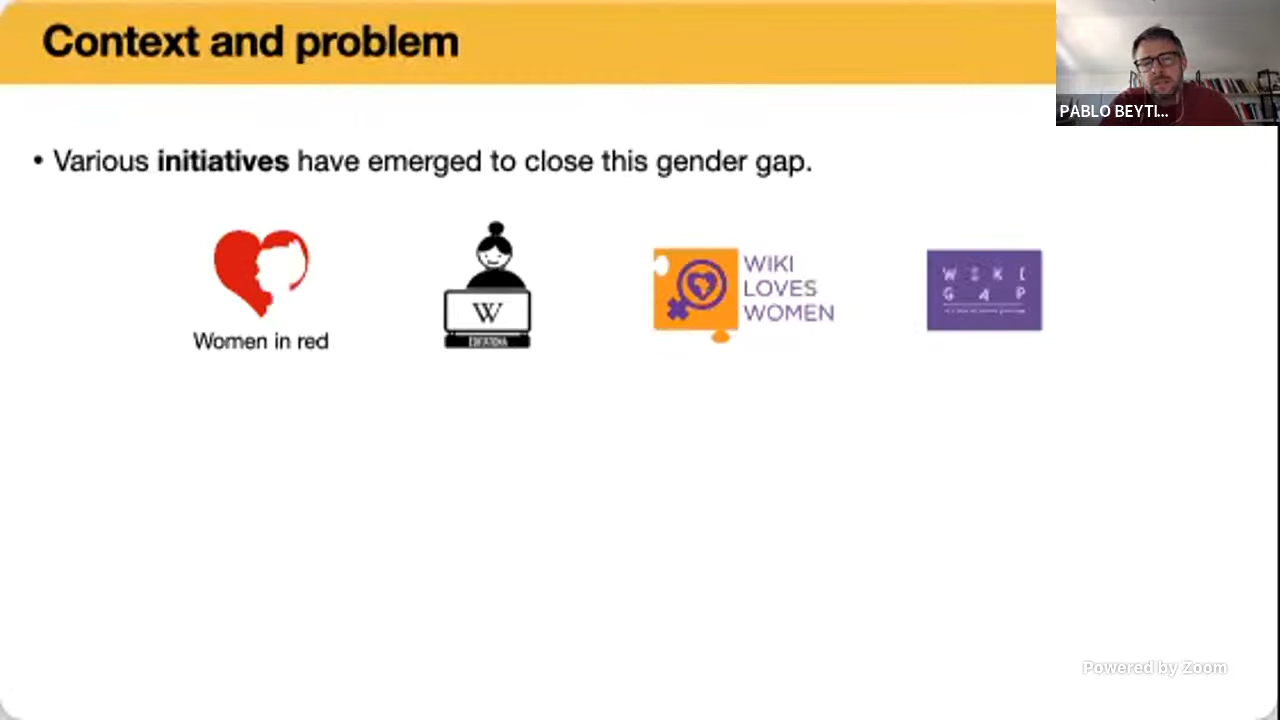 Context and problem
PABLO BEYTI...
• Various initiatives have emerged to close this gender gap.
Women in red
W
EDITATONA
WIKI
LOVES
WOMEN
W I K I
G A P
Powered by Zoom